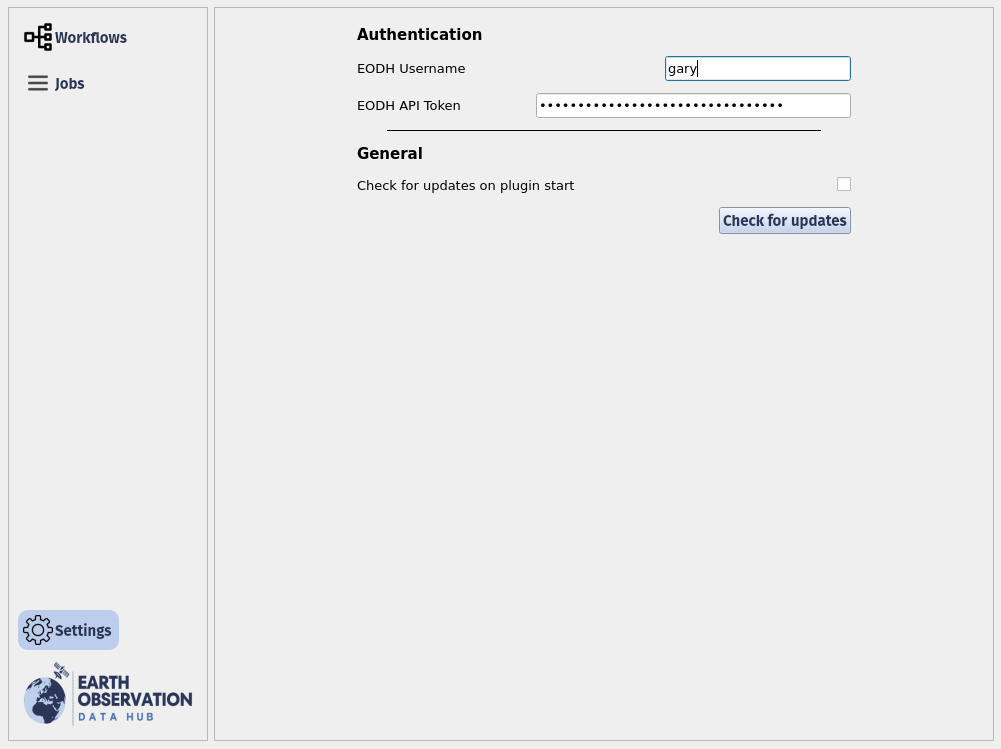 Workflows
Jobs
Authentication
EODH Username gary
EODH API Token ••••••••••••••••••••••••••••••••
General
Check for updates on plugin start
Check for updates
Settings
EARTH
OBSERVATION
DATA HUB